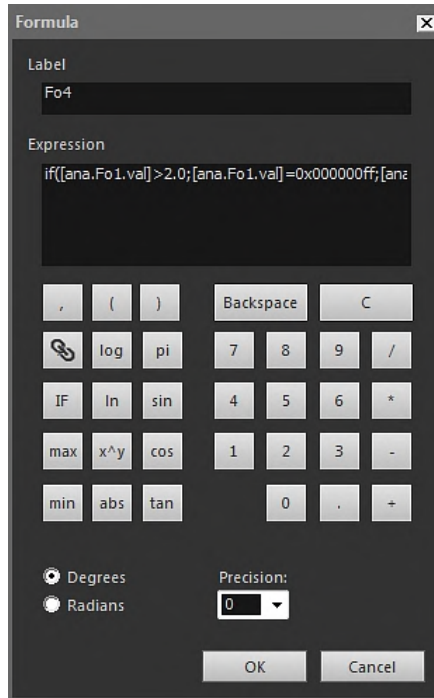 Formula
Label
Fo4
Expression
if([ana.Fo1.val]>2.0;[ana.Fo1.val]=0x000000ff;[ana
, ( ) Backspace C
log pi 7 8 9 /
IF ln sin 4 5 6 *
max x^y cos 1 2 3 -
min abs tan 0 . +
Degrees Precision:
Radians 0
OK Cancel